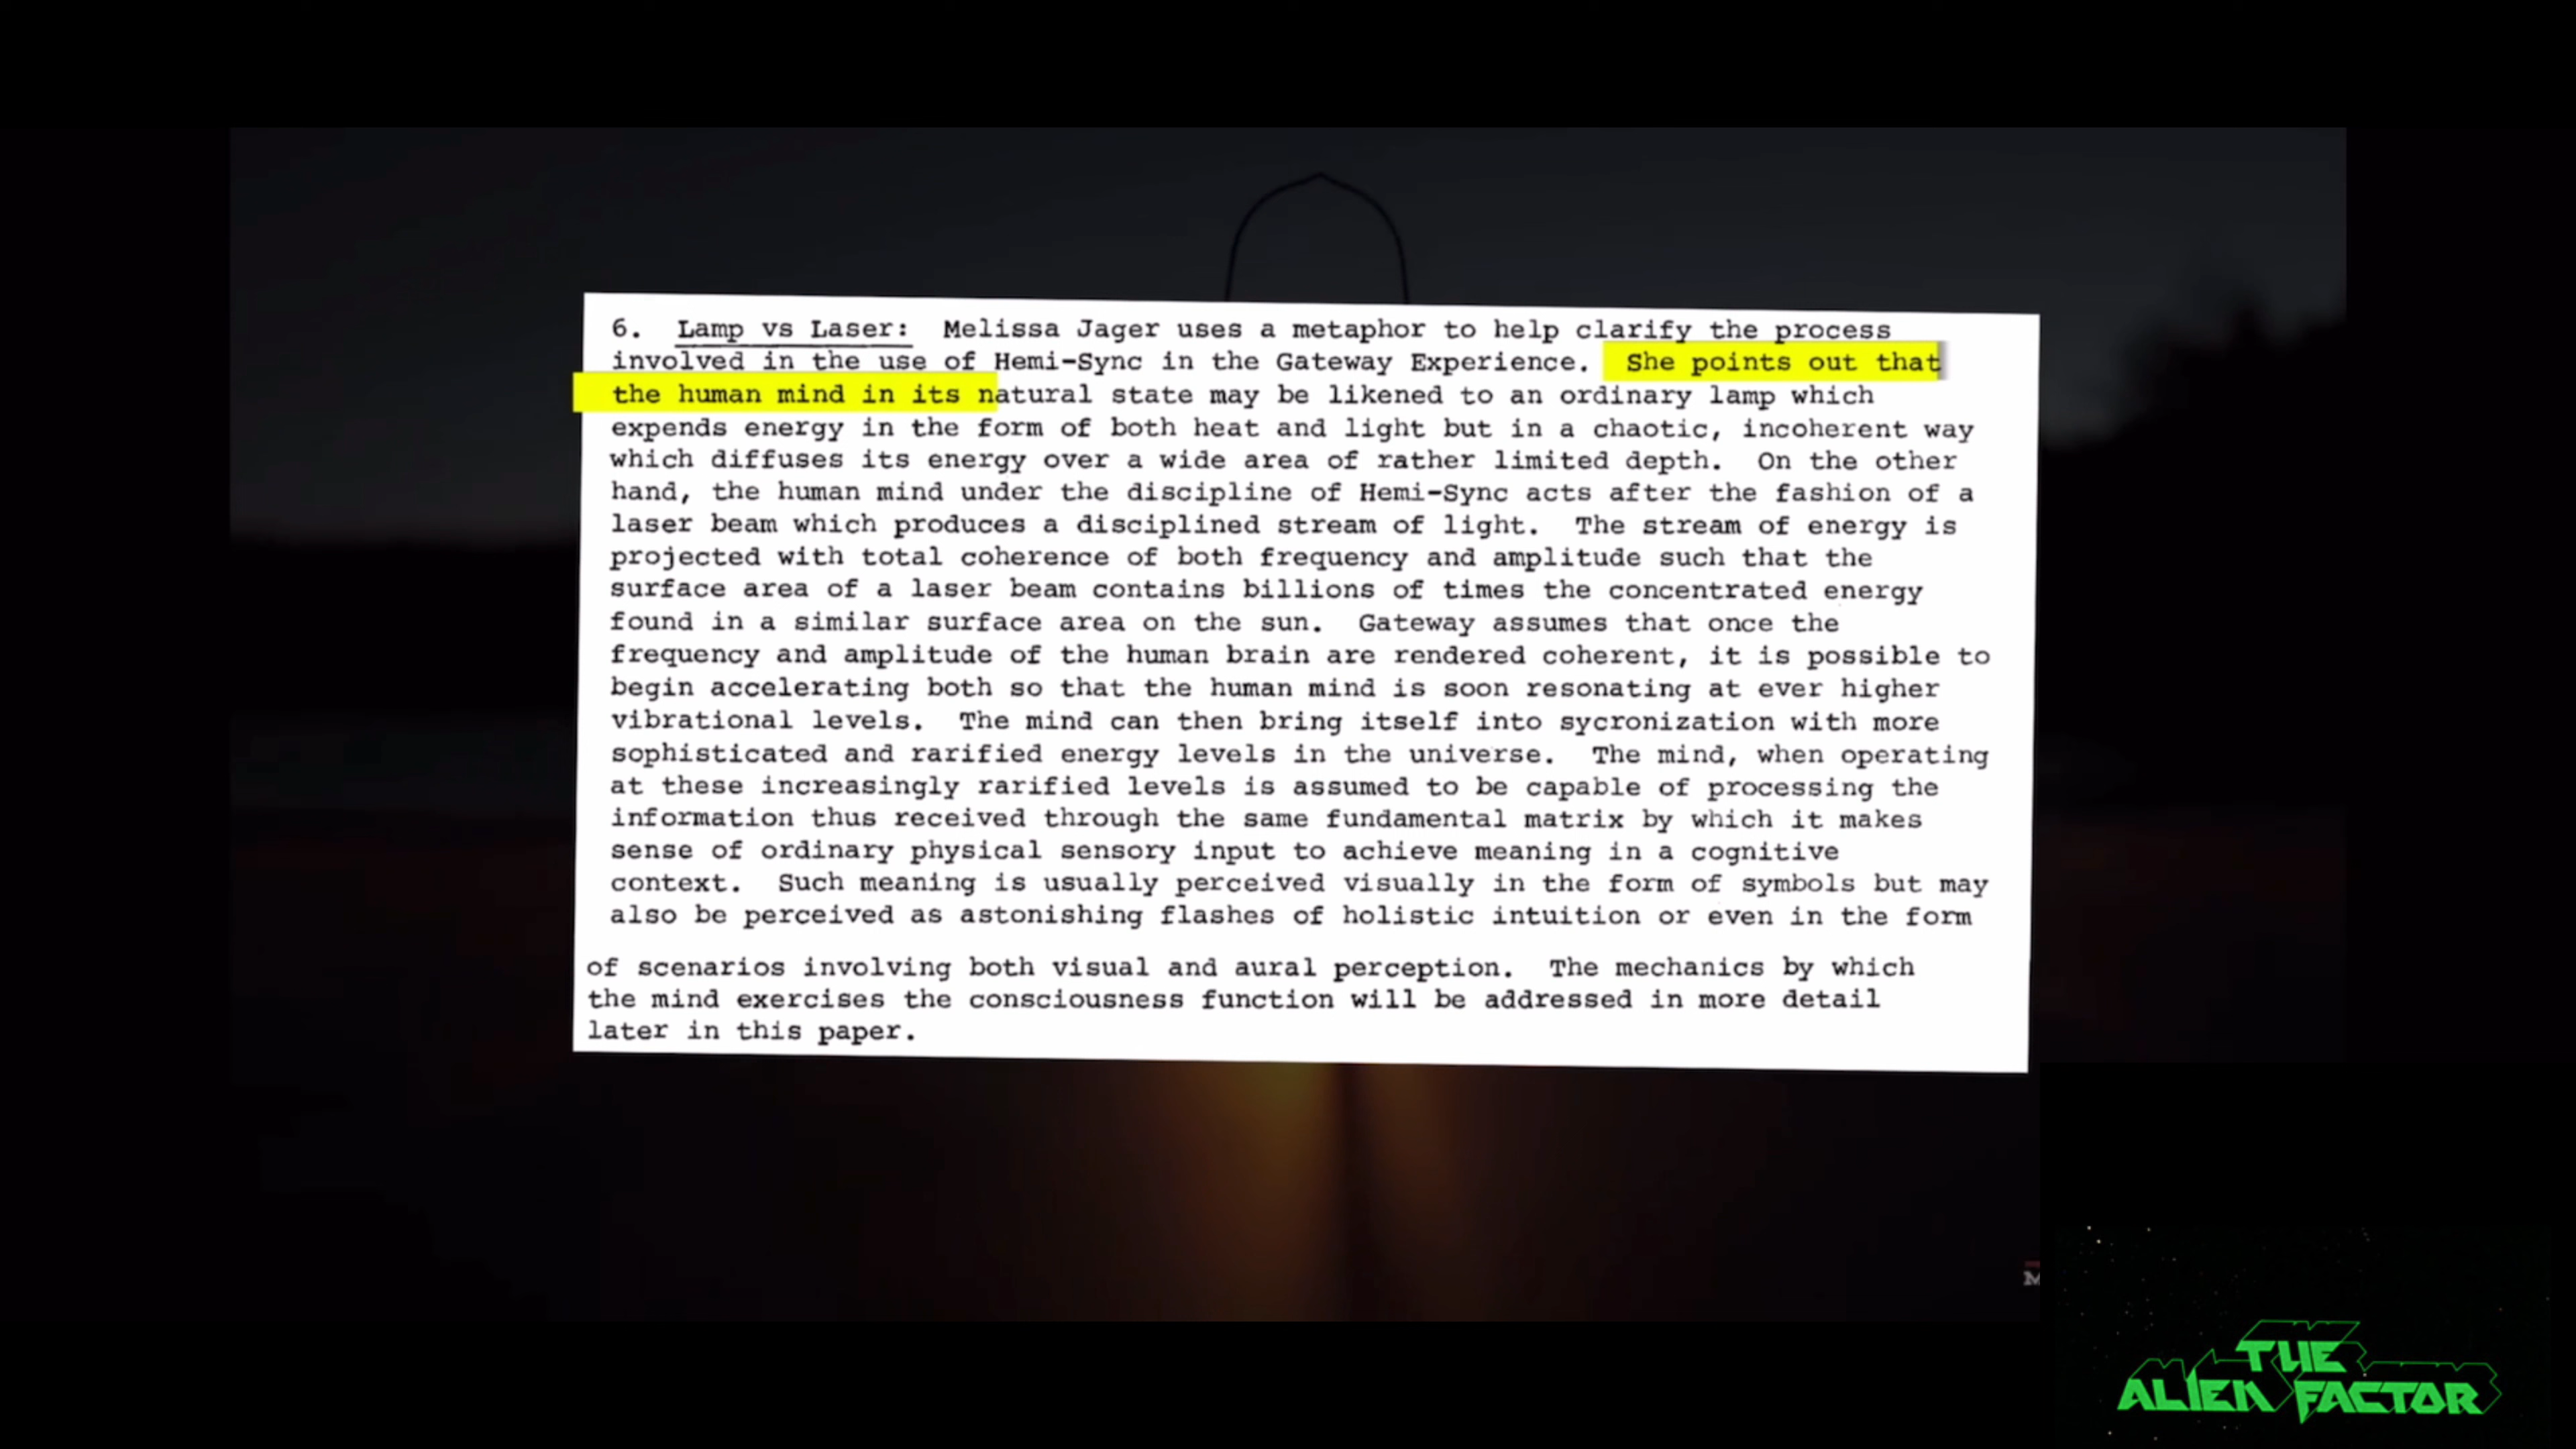 6. Lamp vs Laser: Melissa Jager uses a metaphor to help clarify the process
involved in the use of Hemi-Sync in the Gateway Experience. She points out that
the human mind in its natural state may be likened to an ordinary lamp which
expends energy in the form of both heat and light but in a chaotic, incoherent way
which diffuses its energy over a wide area of rather limited depth. On the other
hand, the human mind under the discipline of Hemi-Sync acts after the fashion of a
laser beam which produces a disciplined stream of light. The stream of energy is
projected with total coherence of both frequency and amplitude such that the
surface area of a laser beam contains billions of times the concentrated energy
found in a similar surface area on the sun. Gateway assumes that once the
frequency and amplitude of the human brain are rendered coherent, it is possible to
begin accelerating both so that the human mind is soon resonating at ever higher
vibrational levels. The mind can then bring itself into sycronization with more
sophisticated and rarified energy levels in the universe. The mind, when operating
at these increasingly rarified levels is assumed to be capable of processing the
information thus received through the same fundamental matrix by which it makes
sense of ordinary physical sensory input to achieve meaning in a cognitive
context. Such meaning is usually perceived visually in the form of symbols but may
also be perceived as astonishing flashes of holistic intuition or even in the form
of scenarios involving both visual and aural perception. The mechanics by which
the mind exercises the consciousness function will be addressed in more detail
later in this paper.
M
THE
ALIEN FACTOR